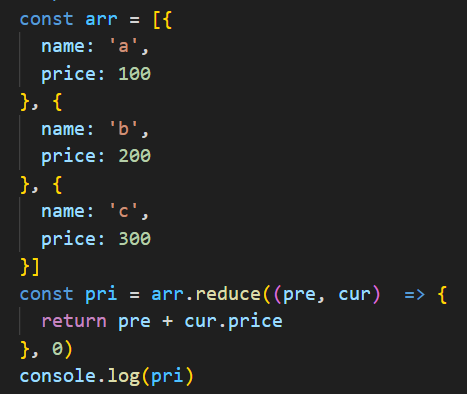 const arr = [{
  name: 'a',
  price: 100
}, {
  name: 'b',
  price: 200
}, {
  name: 'c',
  price: 300
}]
const pri = arr.reduce((pre, cur)  => {
  return pre + cur.price
}, 0)
console.log(pri)